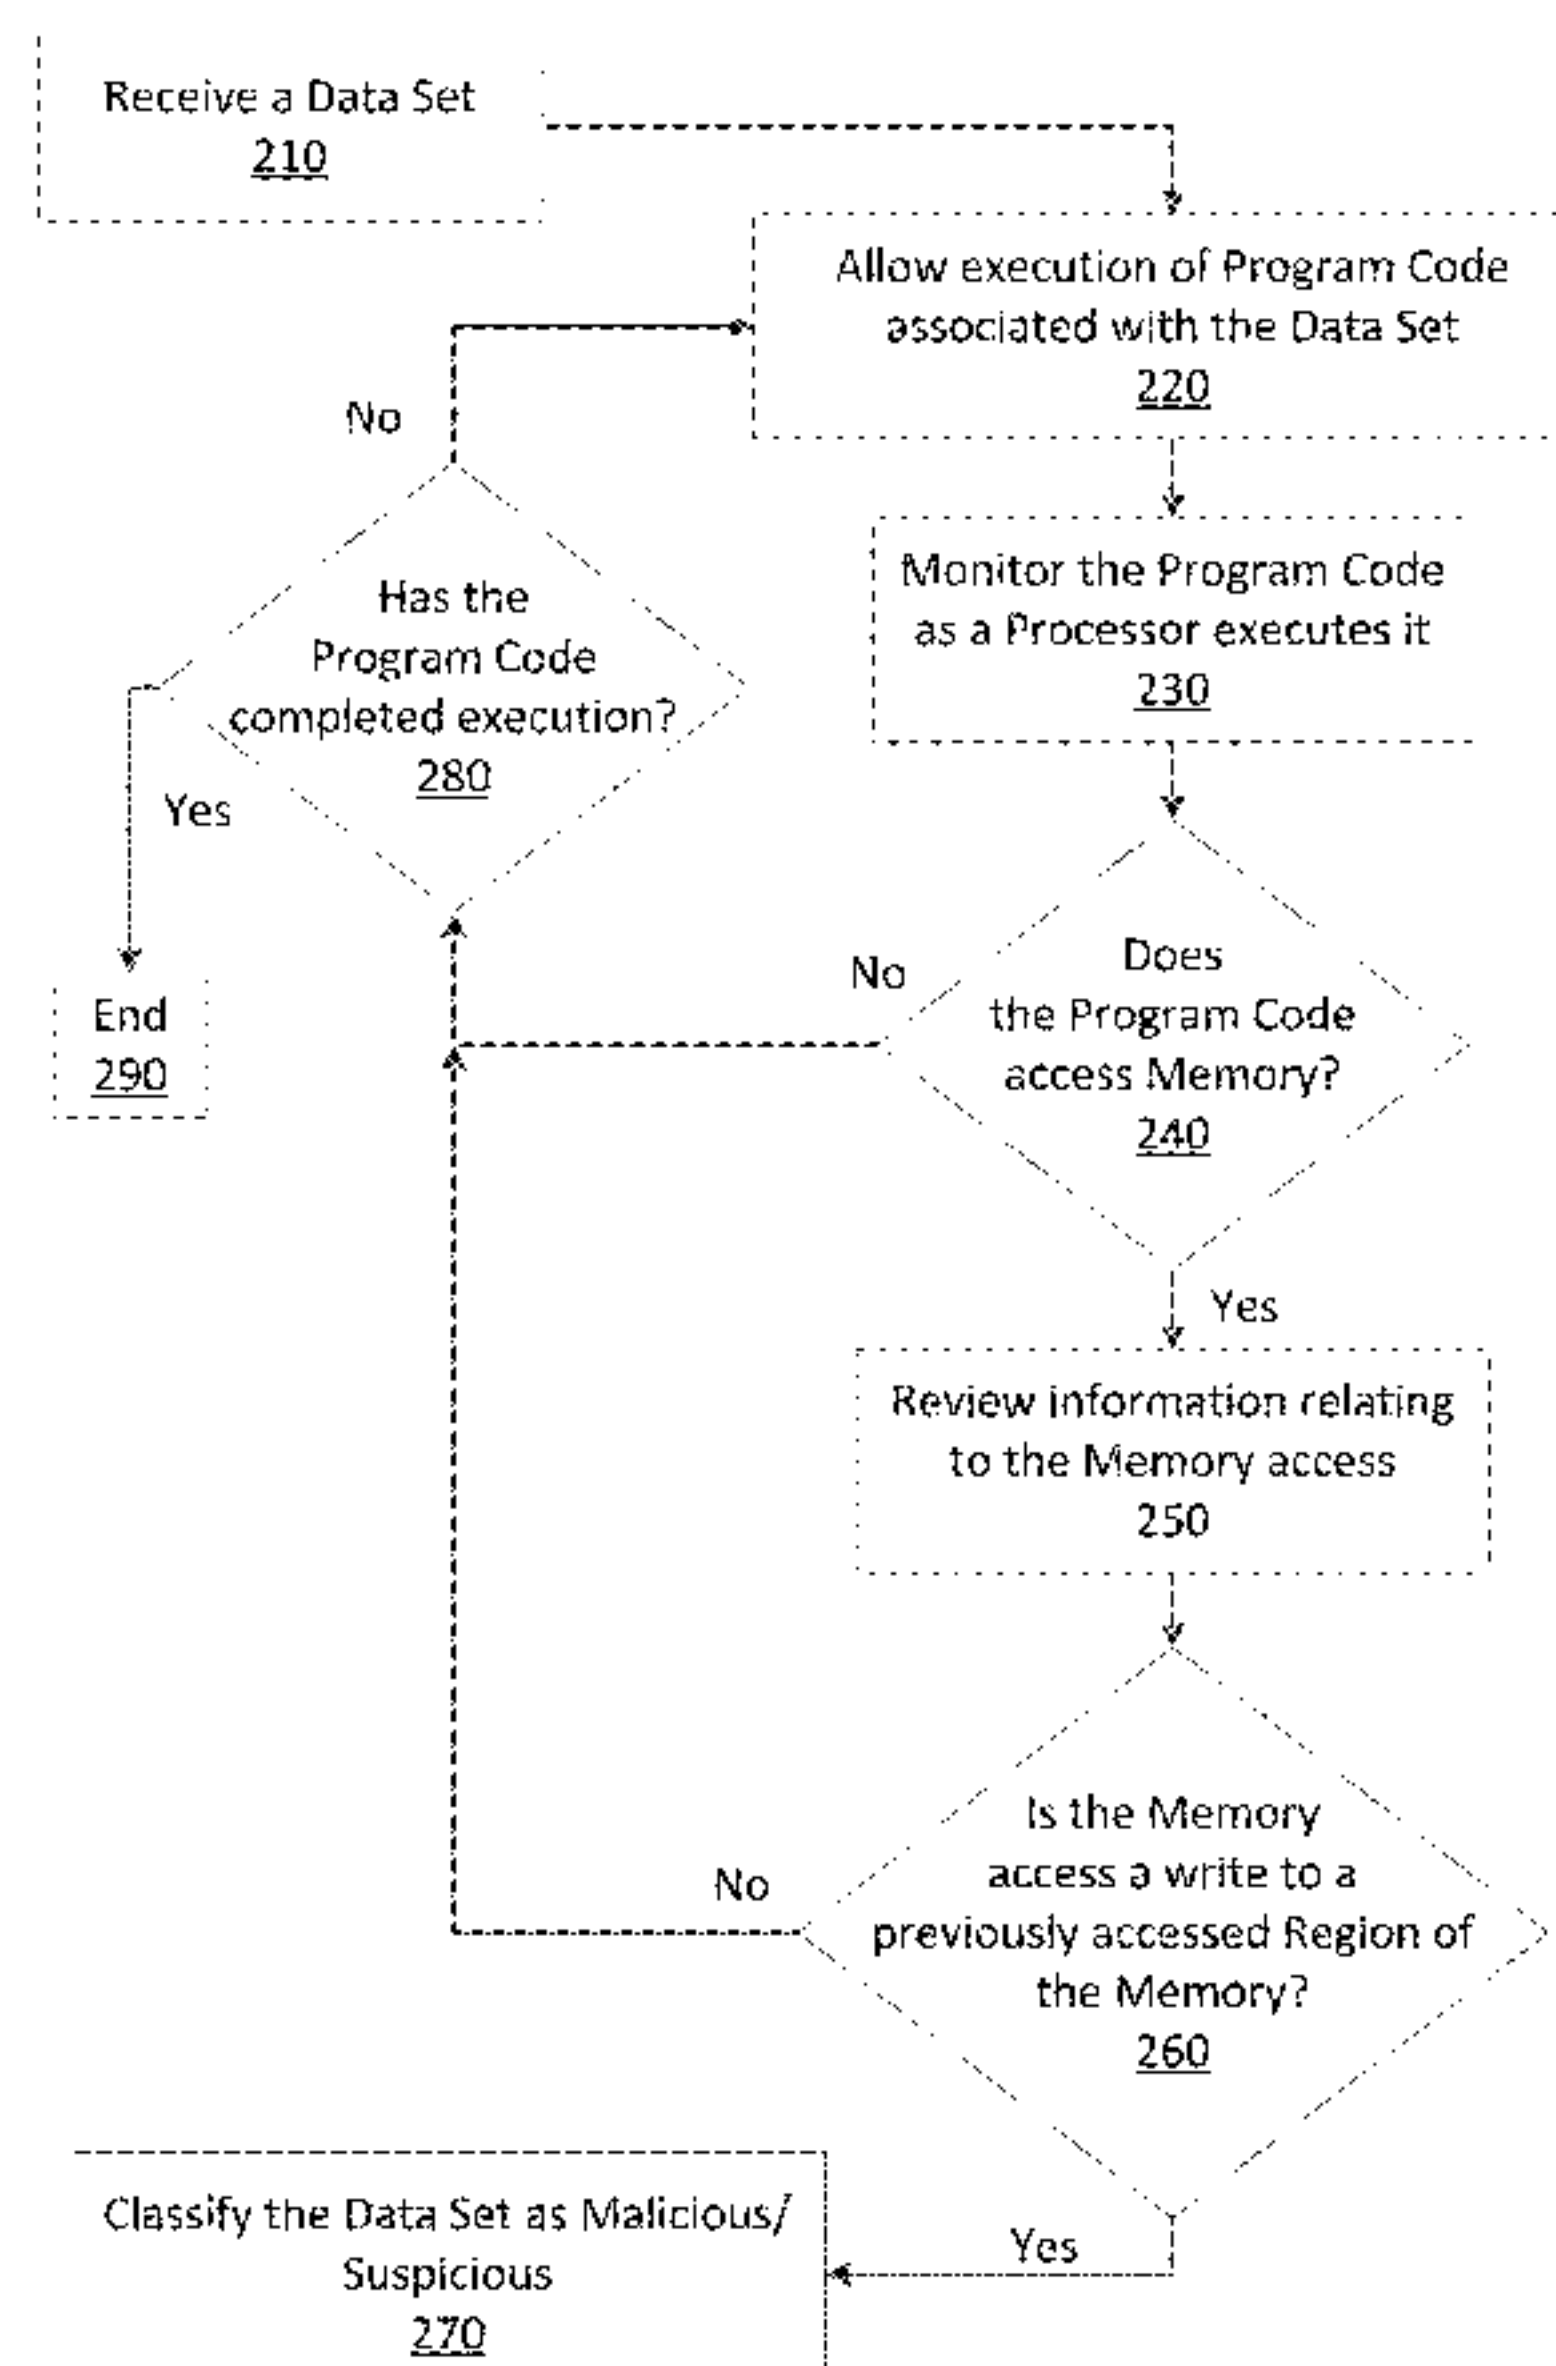 Receive a Data Set
210
Allow execution of Program Code
associated with the Data Set
220
No
Monitor the Program Code
as a Processor executes it
230
Has the
Program Code
completed execution?
280
Yes
End
290
No
Does
the Program Code
access Memory?
240
Yes
Review information relating
to the Memory access
250
Is the Memory
access a write to a
previously accessed Region of
the Memory?
260
No
Yes
Classify the Data Set as Malicious/
Suspicious
270